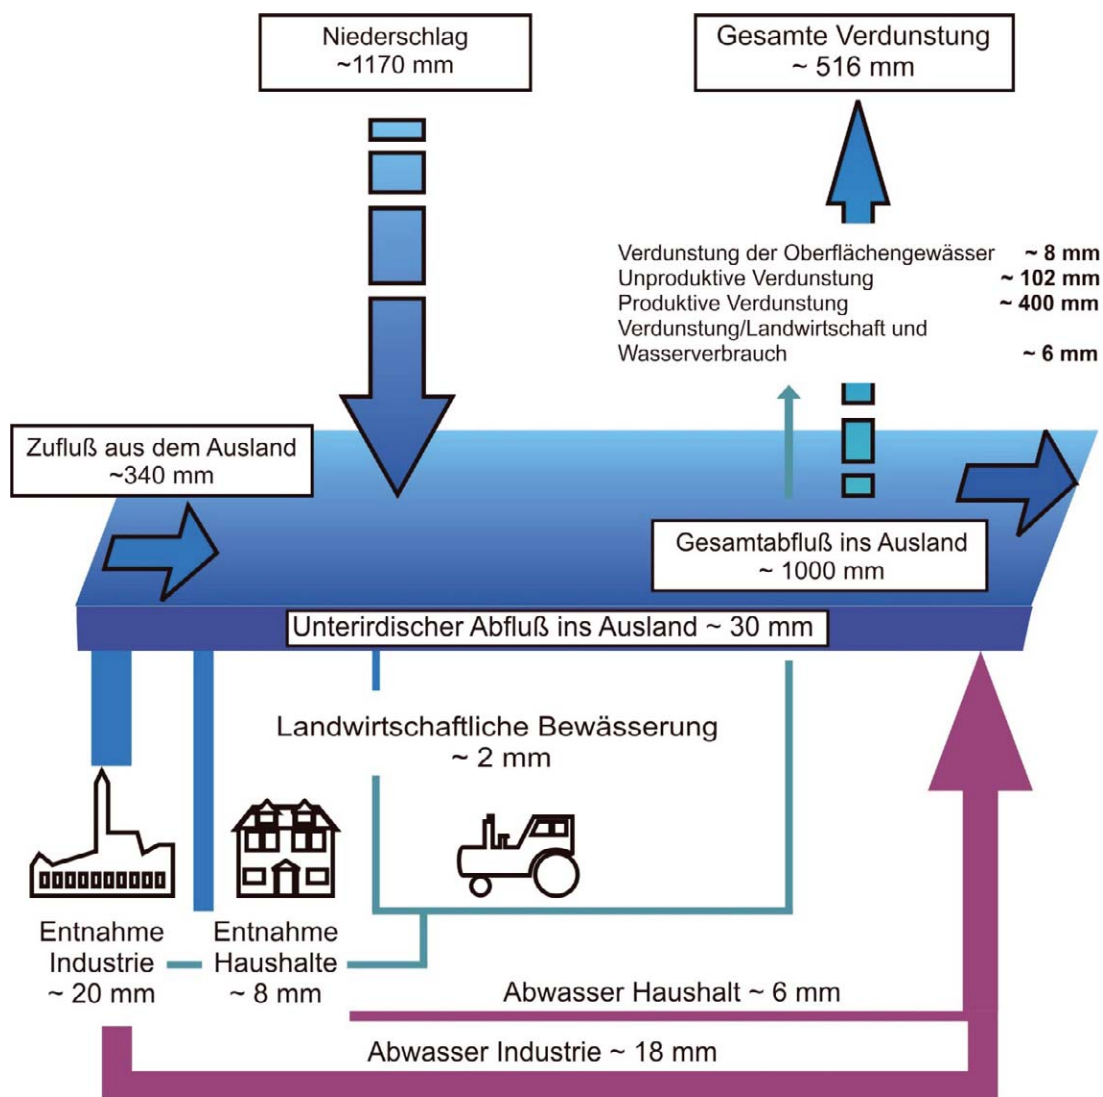 Niederschlag
~1170 mm
Gesamte Verdunstung
~ 516 mm
Verdunstung der Oberflächengewässer ~ 8 mm
Unproduktive Verdunstung ~ 102 mm
Produktive Verdunstung ~ 400 mm
Verdunstung/Landwirtschaft und
Wasserverbrauch ~ 6 mm
Zufluß aus dem Ausland
~340 mm
Gesamtabfluß ins Ausland
~ 1000 mm
Unterirdischer Abfluß ins Ausland ~ 30 mm
Landwirtschaftliche Bewässerung
~ 2 mm
Entnahme
Industrie
~ 20 mm
Entnahme
Haushalte
~ 8 mm
Abwasser Haushalt ~ 6 mm
Abwasser Industrie ~ 18 mm